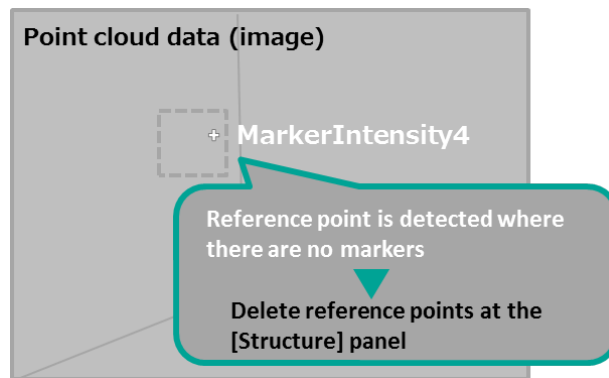 Point cloud data (image)
MarkerIntensity4
Reference point is detected where
there are no markers
Delete reference points at the
[Structure] panel